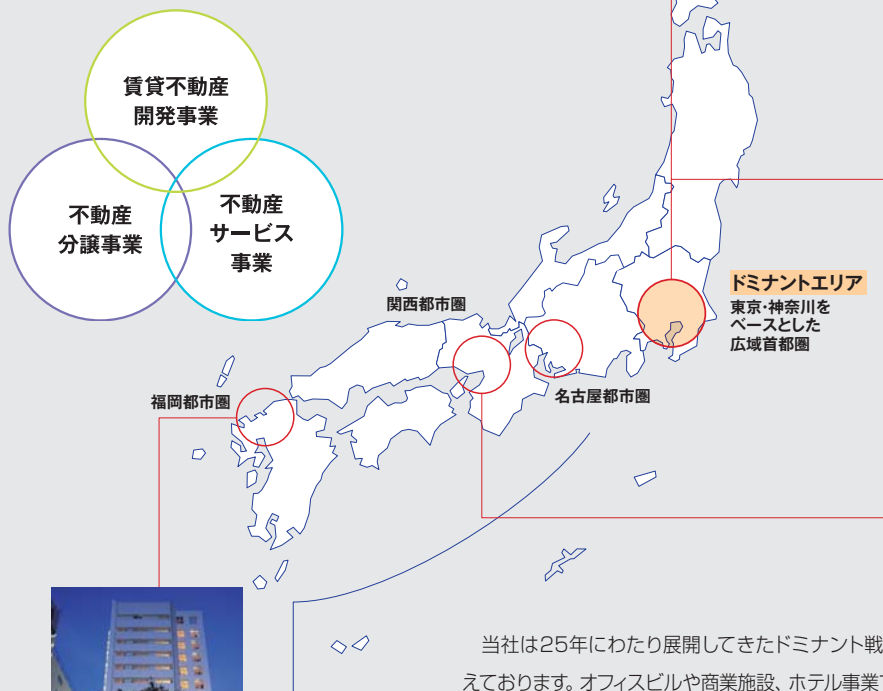 賃貸不動産
開発事業
不動産
分譲事業
不動産
サービス
事業
ドミナントエリア
東京・神奈川を
ベースとした
広域首都圏
関西都市圏
名古屋都市圏
福岡都市圏
当社は25年にわたり展開してきたドミナント戦
えております。オフィスビルや商業施設、ホテル事業